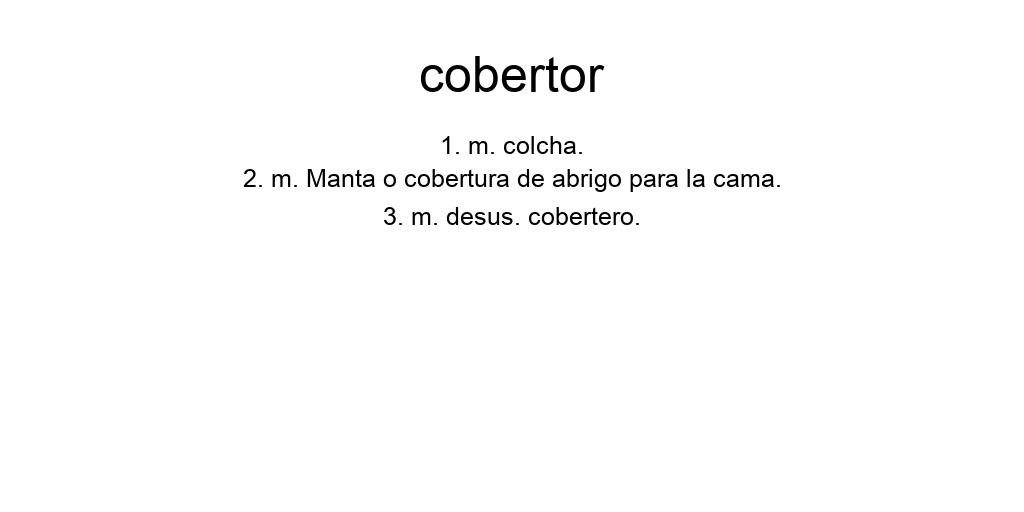 cobertor
1. m. colcha.
2. m. Manta o cobertura de abrigo para la cama.
3. m. desus. cobertero.